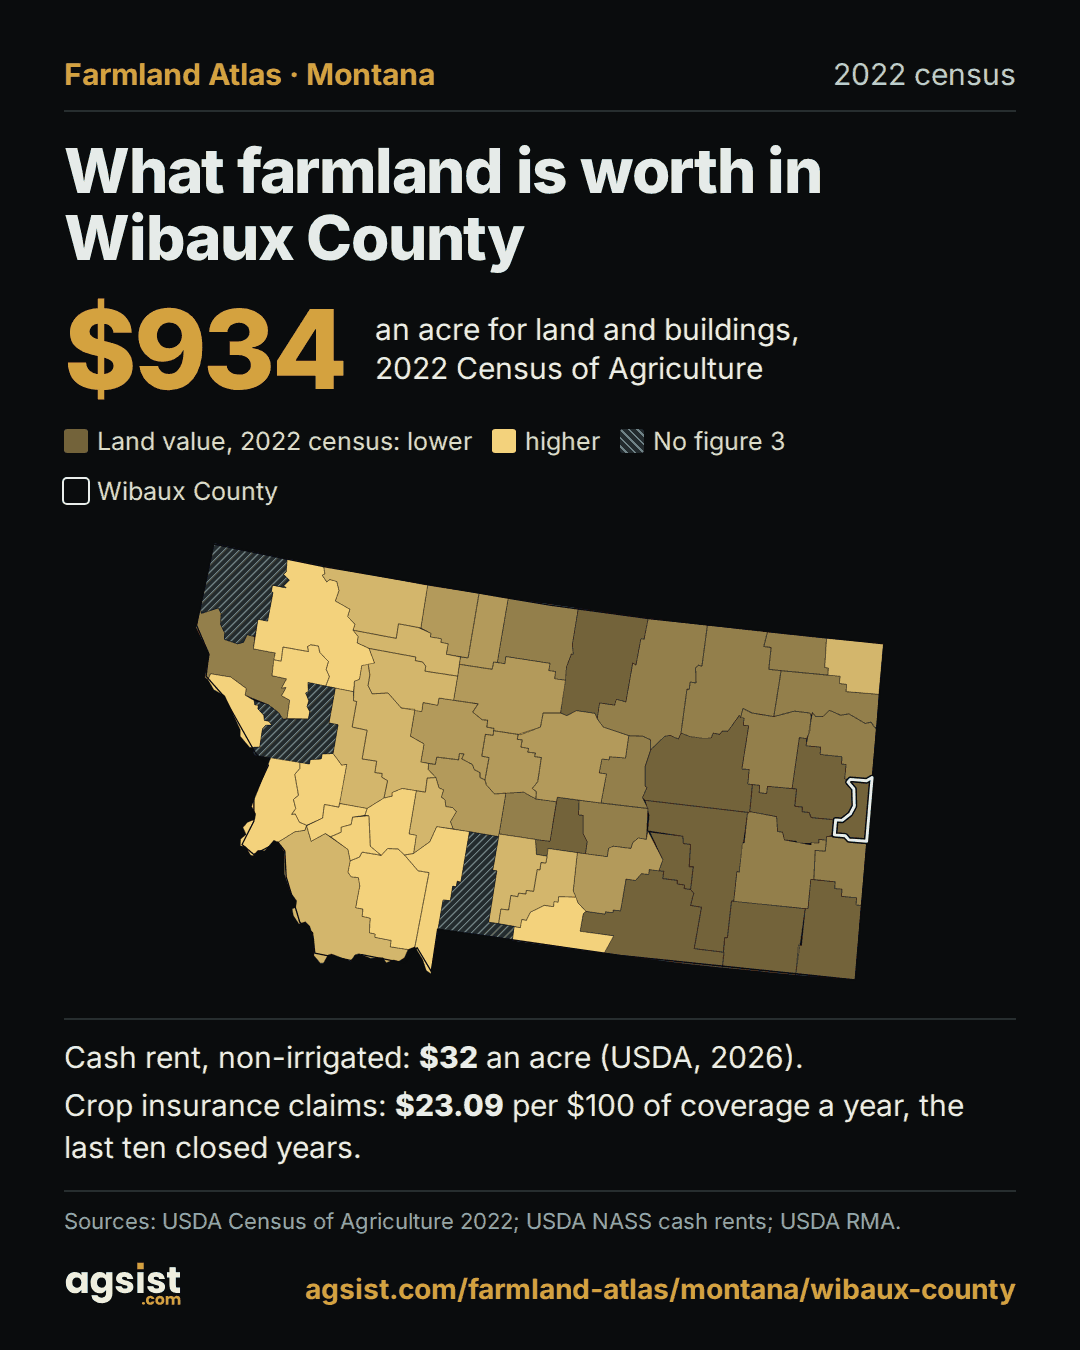 Farmland Atlas · Montana
2022 census
What farmland is worth in
Wibaux County
$934
an acre for land and buildings,
2022 Census of Agriculture
Land value, 2022 census: lower
higher
No figure 3
Wibaux County
Cash rent, non-irrigated: $32 an acre (USDA, 2026).
Crop insurance claims: $23.09 per $100 of coverage a year, the
last ten closed years.
Sources: USDA Census of Agriculture 2022; USDA NASS cash rents; USDA RMA.
agsist
.com
agsist.com/farmland-atlas/montana/wibaux-county